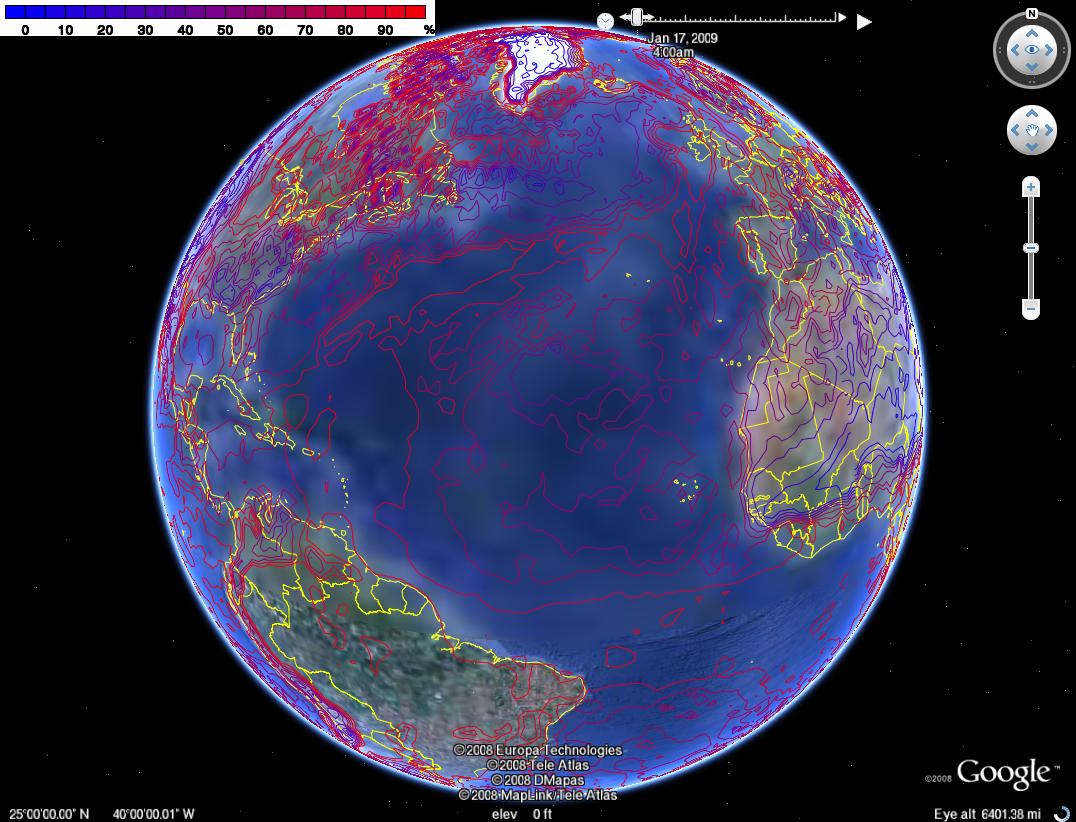 0 10 20 30 40 50 60 70 80 90 %
Jan 17, 2009
4:00am
N
©2008 Europa Technologies
©2008 Tele Atlas
©2008 DMapas
©2008 MapLink/Tele Atlas
©2008 Google™
25°00'00.00" N 40°00'00.01" W elev 0 ft Eye alt 6401.38 mi